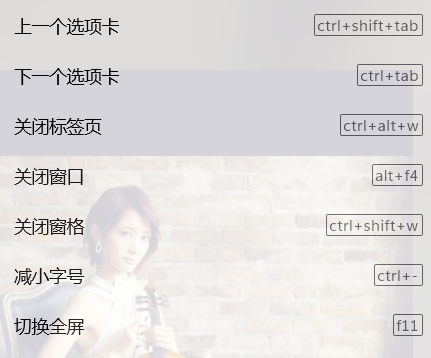 上一个选项卡 ctrl+shift+tab
下一个选项卡 ctrl+tab
关闭标签页 ctrl+alt+w
关闭窗口 alt+f4
关闭窗格 ctrl+shift+w
减小字号 ctrl+-
切换全屏 f11